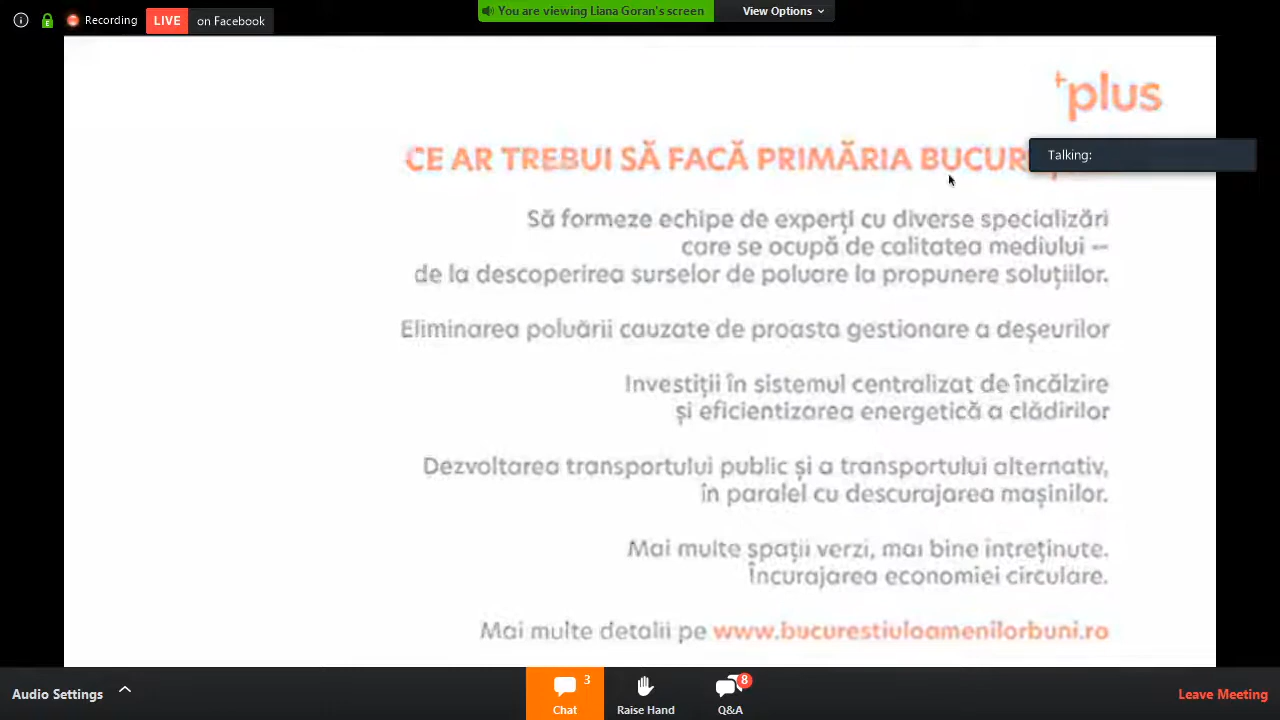 Recording
LIVE on Facebook
You are viewing Liana Goran's screen
View Options
plus
CE AR TREBUI SĂ FACĂ PRIMĂRIA
Talking:
Să formeze echipe de experți cu diverse specializări
care se ocupă de calitatea mediului —
de la descoperirea surselor de poluare la propunere soluțiilor.
Eliminarea poluării cauzate de proasta gestionare a deșeurilor
Investiții în sistemul centralizat de încălzire
și eficientizarea energetică a clădirilor
Dezvoltarea transportului public și a transportului alternativ,
în paralel cu descurajarea mașinilor.
Mai multe spații verzi, mai bine întreținute.
Încurajarea economiei circulare.
Mai multe detalii pe www.bucurestiuloamenilorbuni.ro
Audio Settings
3
Chat
Raise Hand
8
Q&A
Leave Meeting